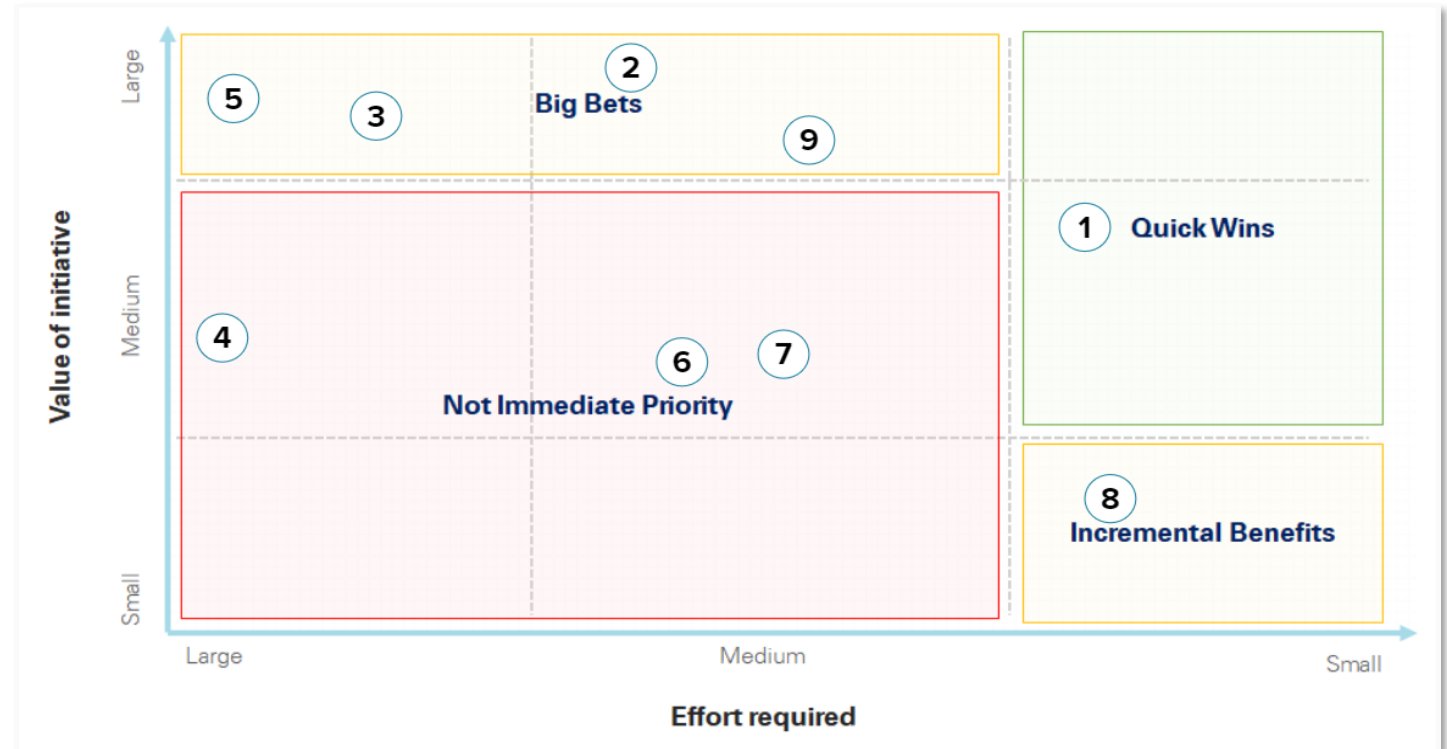 Large
2
5
3
Big Bets
9
Value of initiative
1
Quick Wins
Medium
4
6
7
Not Immediate Priority
8
Incremental Benefits
Small
Large
Medium
Small
Effort required